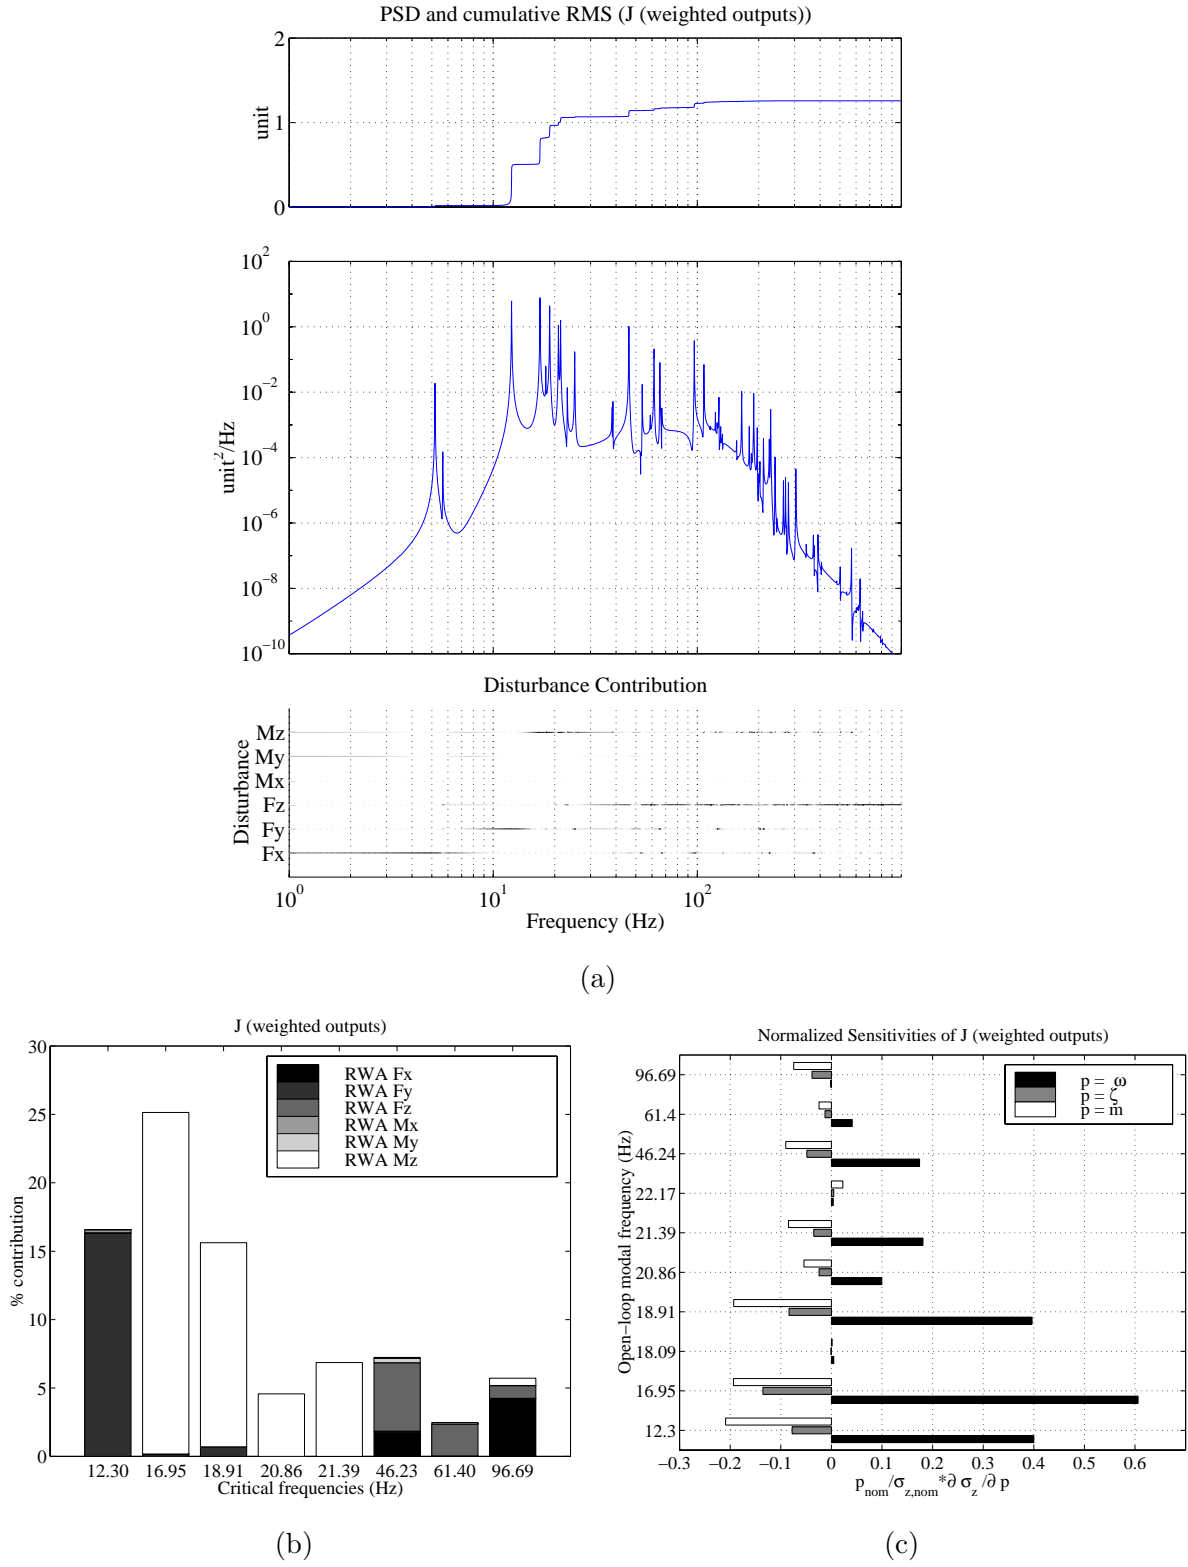 PSD and cumulative RMS (J (weighted outputs))
2
1
0
unit
10^2
10^0
10^−2
10^−4
10^−6
10^−8
10^−10
unit^2/Hz
Disturbance Contribution
Mz
My
Mx
Fz
Fy
Fx
Disturbance
10^0 10^1 10^2
Frequency (Hz)
(a)
J (weighted outputs)
30
25
20
15
10
5
0
% contribution
RWA Fx
RWA Fy
RWA Fz
RWA Mx
RWA My
RWA Mz
12.30 16.95 18.91 20.86 21.39 46.23 61.40 96.69
Critical frequencies (Hz)
(b)
Normalized Sensitivities of J (weighted outputs)
96.69
61.4
46.24
22.17
21.39
20.86
18.91
18.09
16.95
12.3
Open−loop modal frequency (Hz)
p = ω
p = ζ
p = m
−0.3 −0.2 −0.1 0 0.1 0.2 0.3 0.4 0.5 0.6
p_nom/σ_z,nom*∂ σ_z /∂ p
(c)